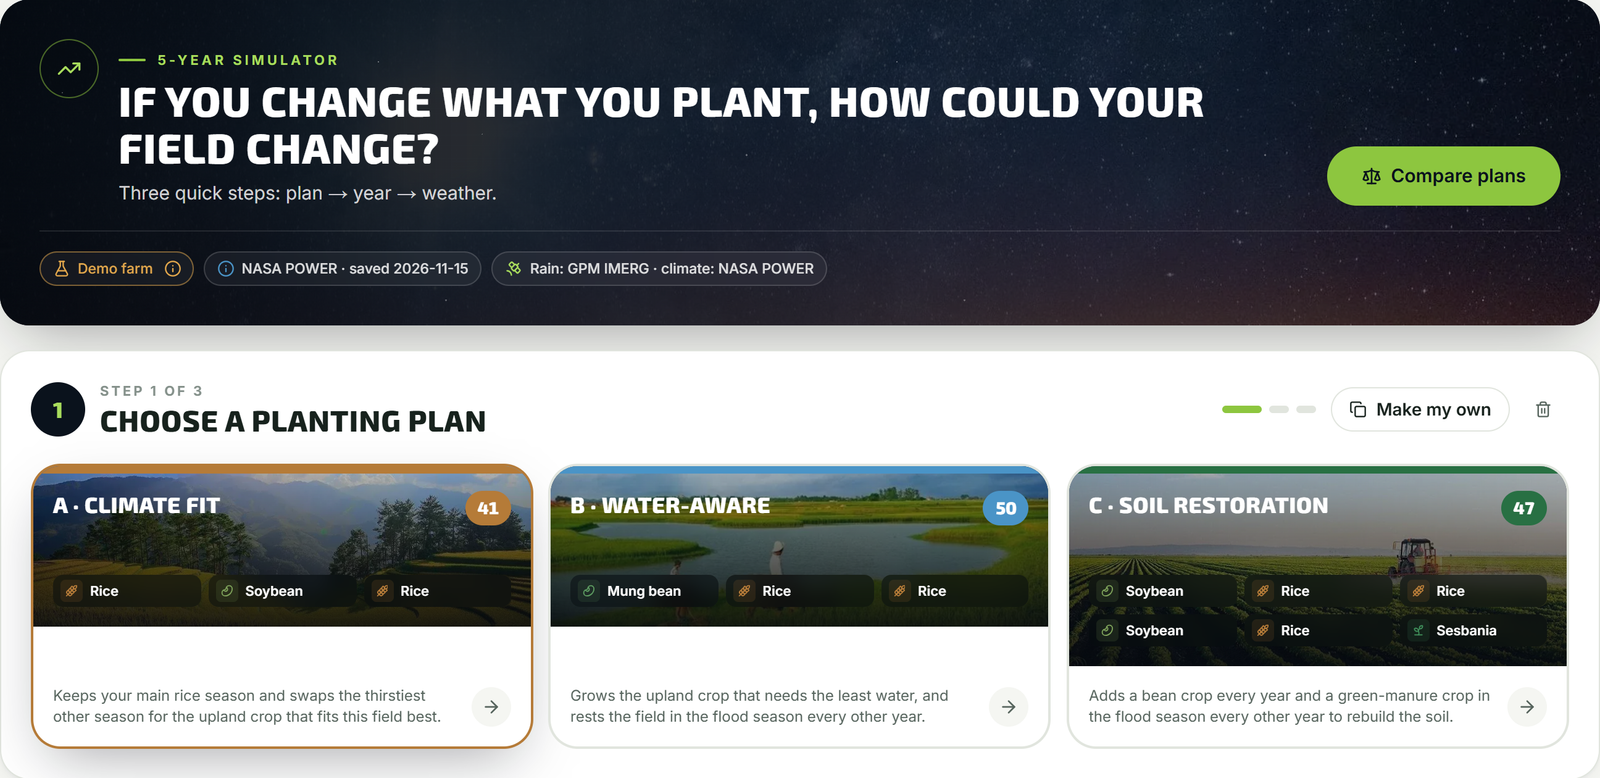 5-YEAR SIMULATOR
IF YOU CHANGE WHAT YOU PLANT, HOW COULD YOUR
FIELD CHANGE?
Three quick steps: plan → year → weather.
Compare plans
Demo farm
NASA POWER · saved 2026-11-15
Rain: GPM IMERG · climate: NASA POWER
1
STEP 1 OF 3
CHOOSE A PLANTING PLAN
Make my own
A · CLIMATE FIT
41
Rice
Soybean
Rice
Keeps your main rice season and swaps the thirstiest
other season for the upland crop that fits this field best.
B · WATER-AWARE
50
Mung bean
Rice
Rice
Grows the upland crop that needs the least water, and
rests the field in the flood season every other year.
C · SOIL RESTORATION
47
Soybean
Rice
Rice
Soybean
Rice
Sesbania
Adds a bean crop every year and a green-manure crop in
the flood season every other year to rebuild the soil.